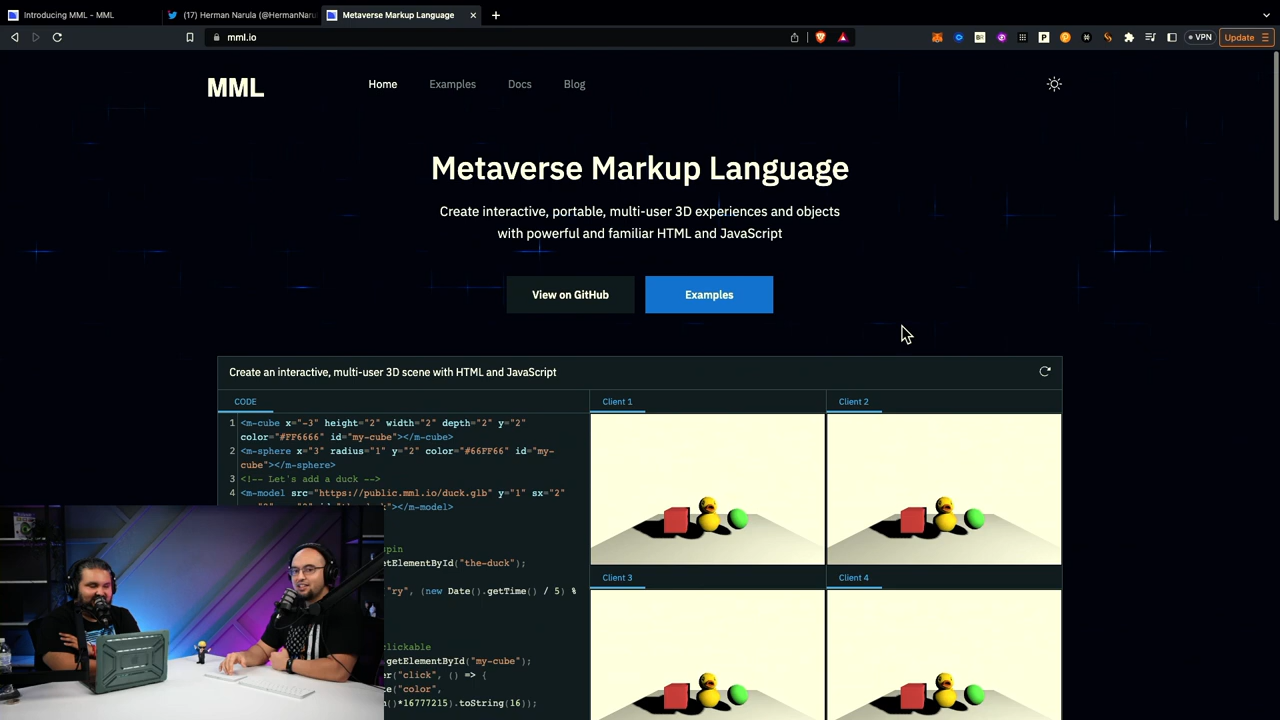 Introducing MML - MML
(17) Herman Narula (@HermanNaru
Metaverse Markup Language
mml.io
VPN
Update
MML
Home
Examples
Docs
Blog
Metaverse Markup Language
Create interactive, portable, multi-user 3D experiences and objects
with powerful and familiar HTML and JavaScript
View on GitHub
Examples
Create an interactive, multi-user 3D scene with HTML and JavaScript
CODE
1 <m-cube x="-3" height="2" width="2" depth="2" y="2"
color="#FF6666" id="my-cube"></m-cube>
2 <m-sphere x="3" radius="1" y="2" color="#66FF66" id="my-
cube"></m-sphere>
3 <!-- Let's add a duck -->
4 <m-model src="https://public.mml.io/duck.glb" y="1" sx="2"
"></m-model>
pin
etElementById("the-duck");
"ry", (new Date().getTime() / 5) %
clickable
getElementById("my-cube");
r("click", () => {
te("color",
m()*16777215).toString(16));
Client 1
Client 2
Client 3
Client 4